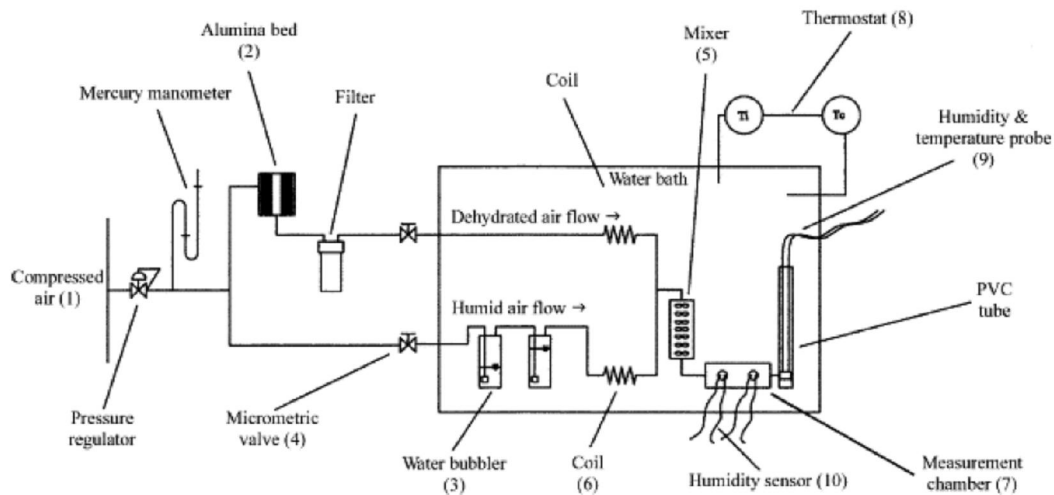 Alumina bed
(2)
Mercury manometer
Filter
Coil
Mixer
(5)
Thermostat (8)
Ti
Tc
Humidity &
temperature probe
(9)
Water bath
Dehydrated air flow →
Compressed
air (1)
Humid air flow →
PVC
tube
Pressure
regulator
Micrometric
valve (4)
Water bubbler
(3)
Coil
(6)
Humidity sensor (10)
Measurement
chamber (7)